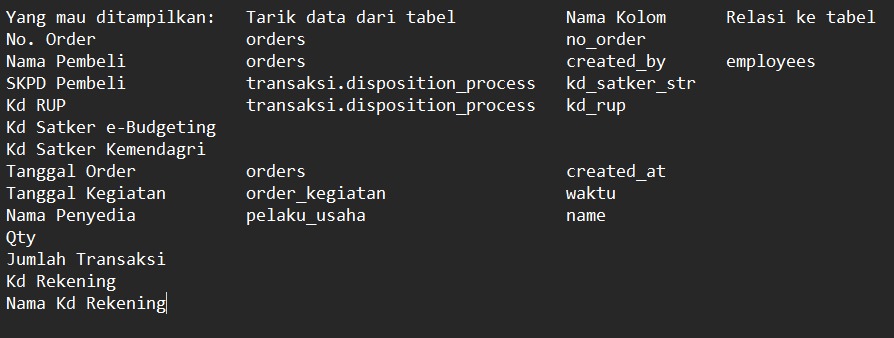 Yang mau ditampilkan: Tarik data dari tabel Nama Kolom Relasi ke tabel
No. Order orders no_order
Nama Pembeli orders created_by employees
SKPD Pembeli transaksi.disposition_process kd_satker_str
Kd RUP transaksi.disposition_process kd_rup
Kd Satker e-Budgeting
Kd Satker Kemendagri
Tanggal Order orders created_at
Tanggal Kegiatan order_kegiatan waktu
Nama Penyedia pelaku_usaha name
Qty
Jumlah Transaksi
Kd Rekening
Nama Kd Rekening